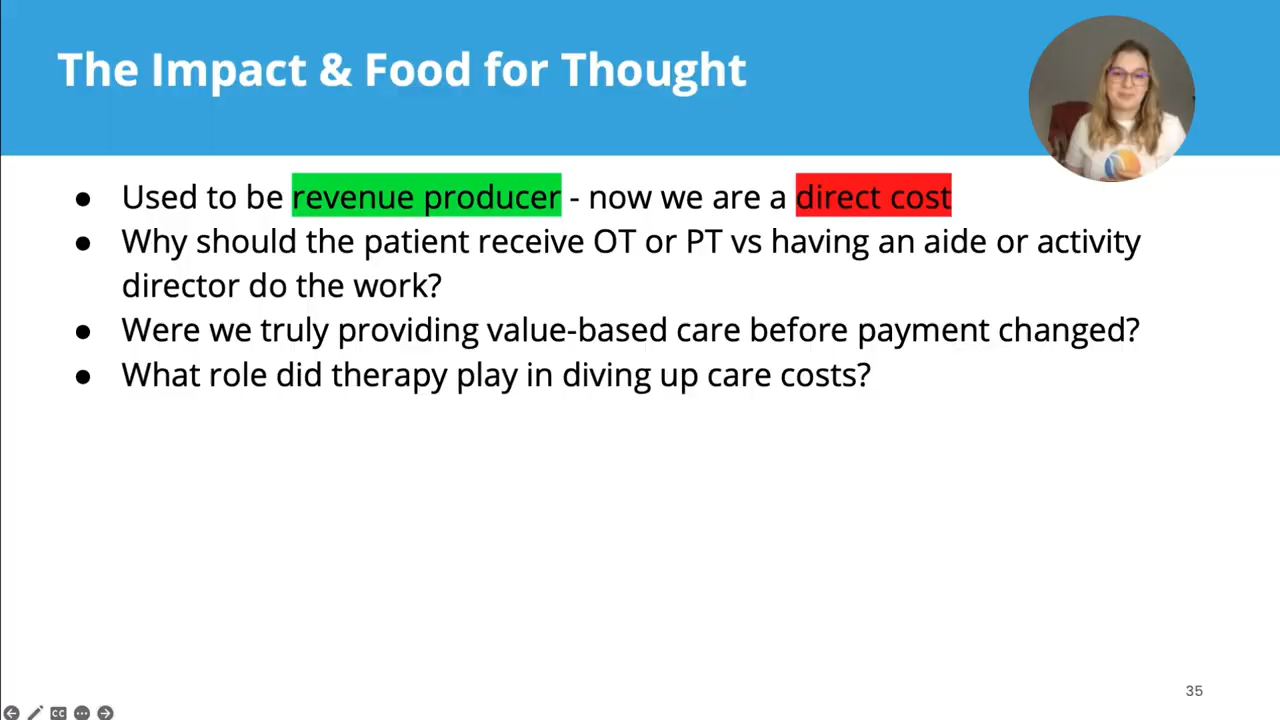 The Impact & Food for Thought
● Used to be revenue producer - now we are a direct cost
● Why should the patient receive OT or PT vs having an aide or activity
director do the work?
● Were we truly providing value-based care before payment changed?
● What role did therapy play in diving up care costs?
35
CC